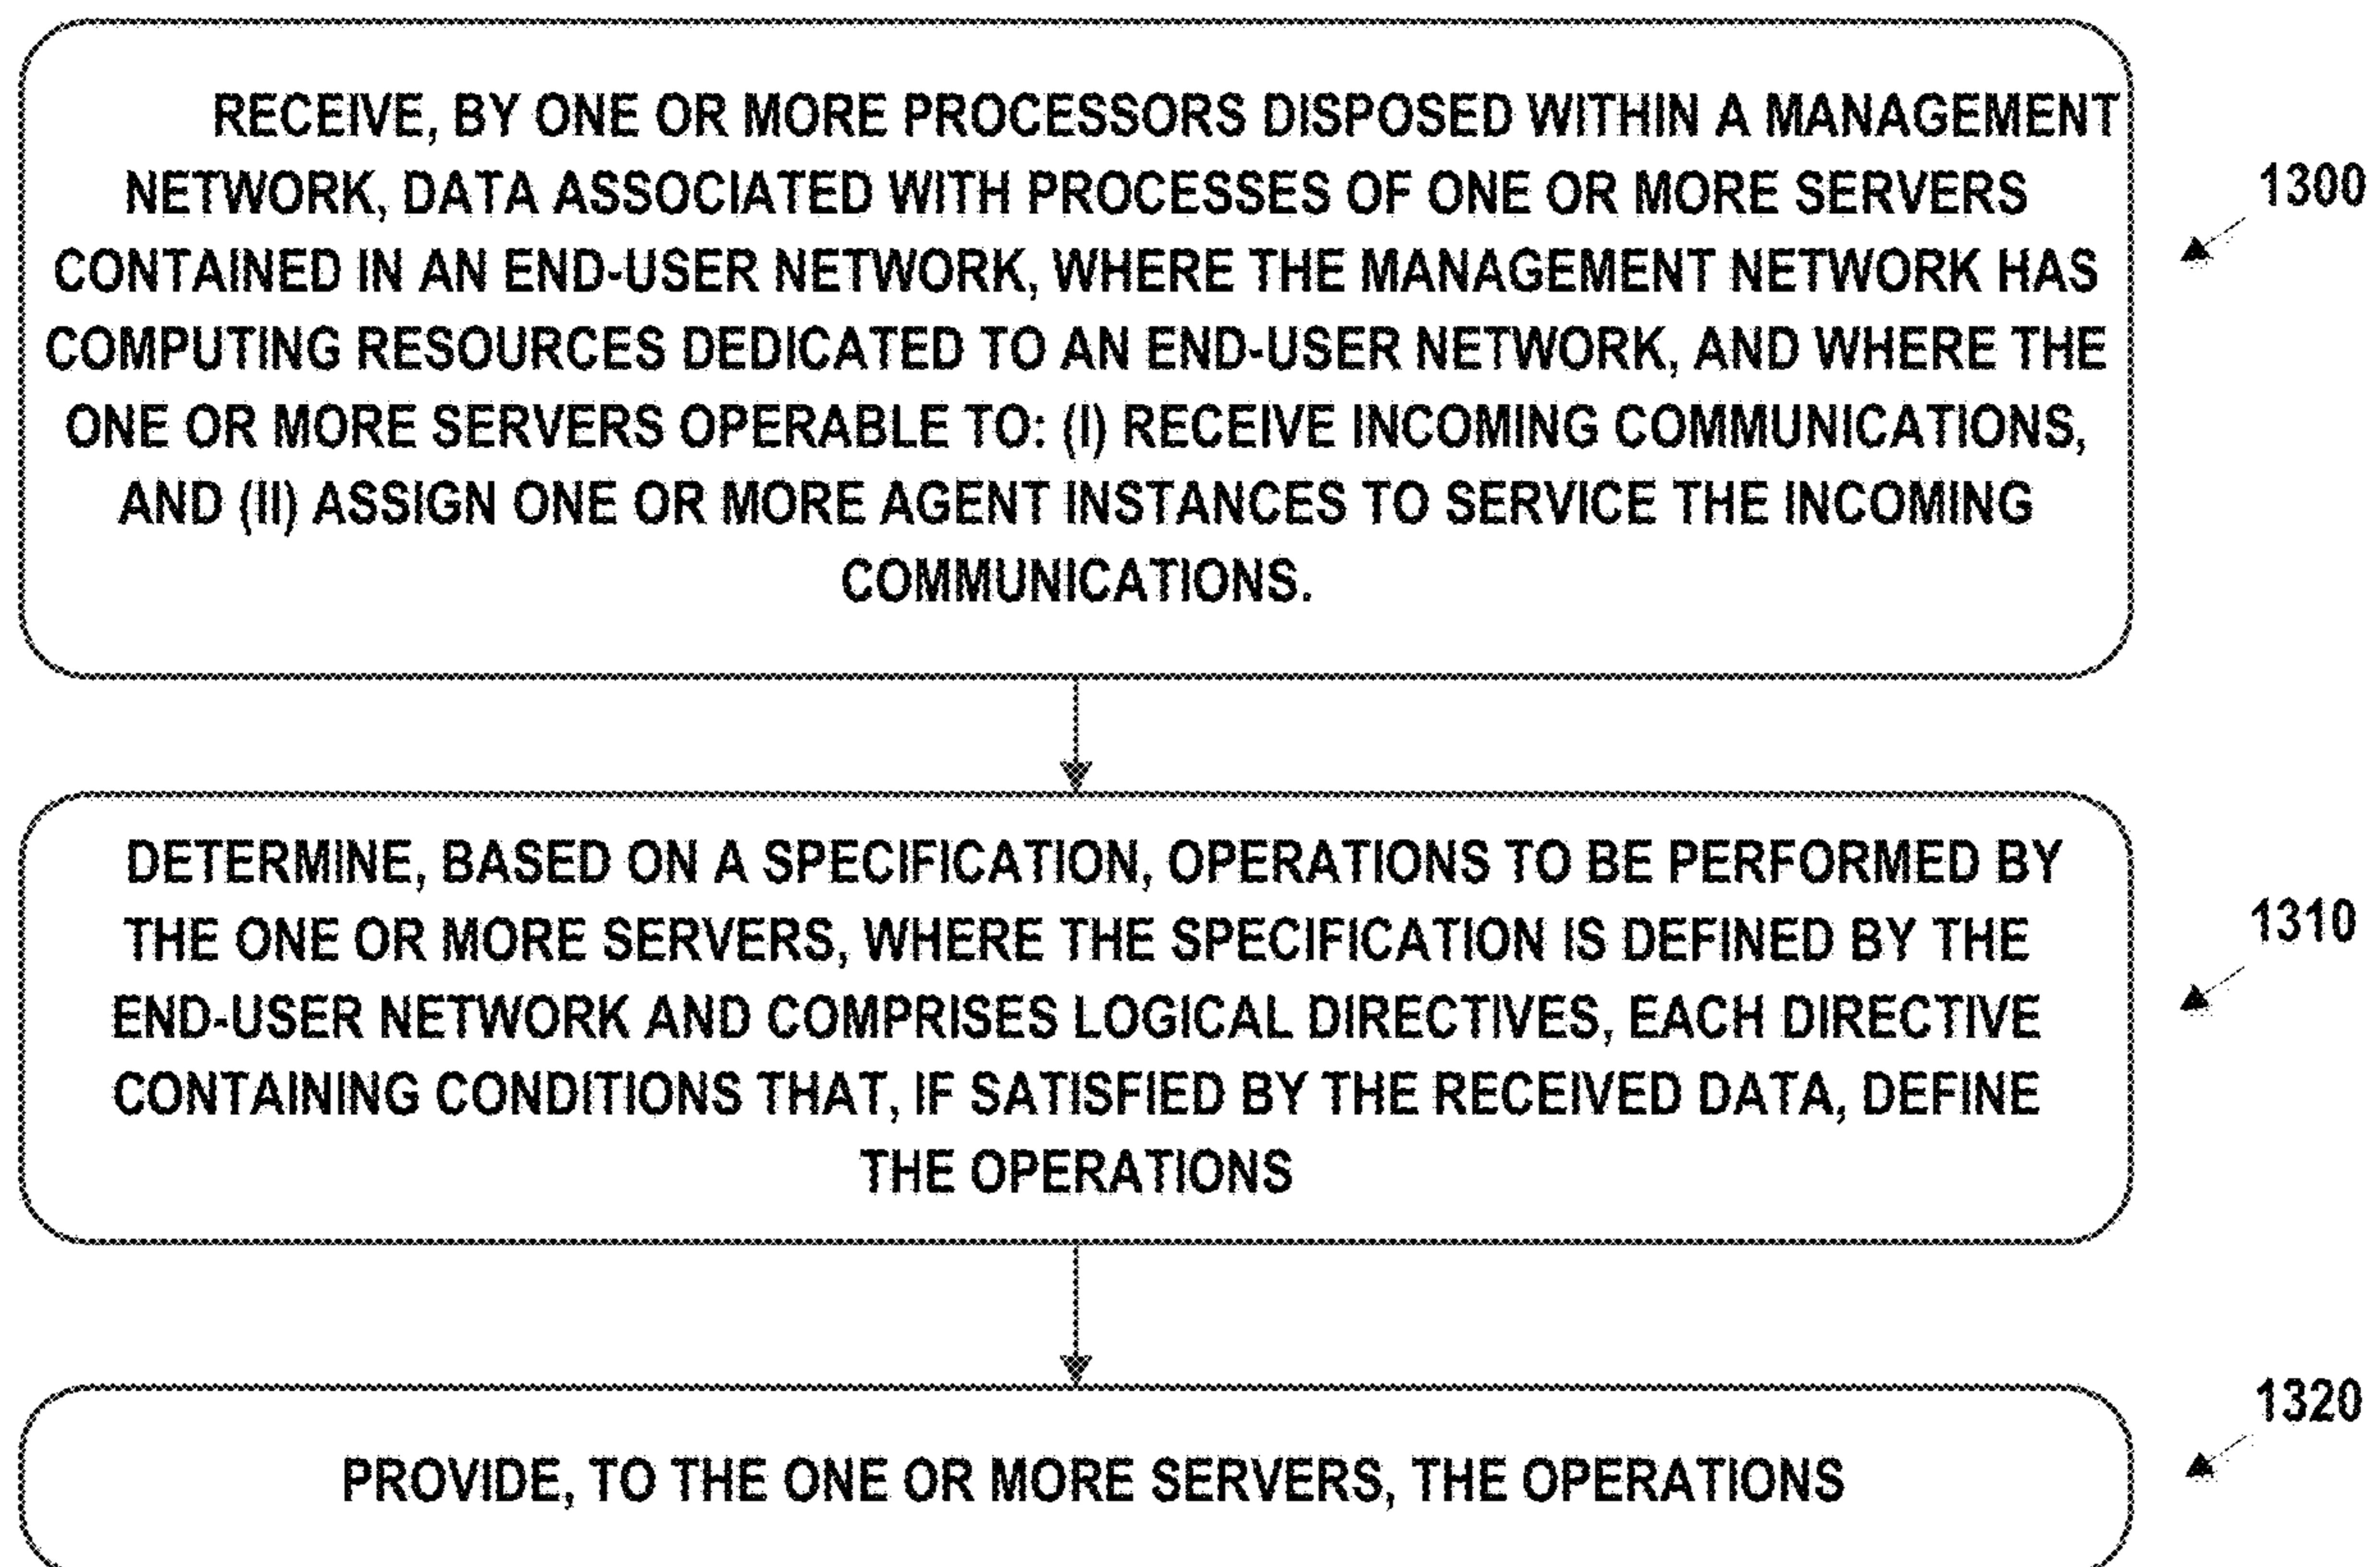 RECEIVE, BY ONE OR MORE PROCESSORS DISPOSED WITHIN A MANAGEMENT
NETWORK, DATA ASSOCIATED WITH PROCESSES OF ONE OR MORE SERVERS
CONTAINED IN AN END-USER NETWORK, WHERE THE MANAGEMENT NETWORK HAS
COMPUTING RESOURCES DEDICATED TO AN END-USER NETWORK, AND WHERE THE
ONE OR MORE SERVERS OPERABLE TO: (I) RECEIVE INCOMING COMMUNICATIONS,
AND (II) ASSIGN ONE OR MORE AGENT INSTANCES TO SERVICE THE INCOMING
COMMUNICATIONS.
1300
DETERMINE, BASED ON A SPECIFICATION, OPERATIONS TO BE PERFORMED BY
THE ONE OR MORE SERVERS, WHERE THE SPECIFICATION IS DEFINED BY THE
END-USER NETWORK AND COMPRISES LOGICAL DIRECTIVES, EACH DIRECTIVE
CONTAINING CONDITIONS THAT, IF SATISFIED BY THE RECEIVED DATA, DEFINE
THE OPERATIONS
1310
PROVIDE, TO THE ONE OR MORE SERVERS, THE OPERATIONS
1320